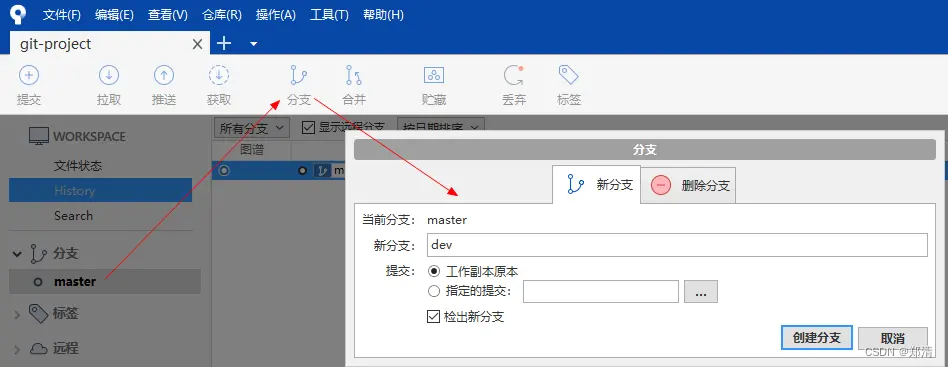 文件(F) 编辑(E) 查看(V) 仓库(R) 操作(A) 工具(T) 帮助(H)
git-project
提交 拉取 推送 获取 分支 合并 贮藏 丢弃 标签
WORKSPACE
文件状态
History
Search
分支
master
标签
远程
所有分支 显示远程分支 按日期排序
图谱
分支
新分支 删除分支
当前分支: master
新分支: dev
提交: 工作副本原本
指定的提交: ...
检出新分支
创建分支 取消
CSDN @郑清